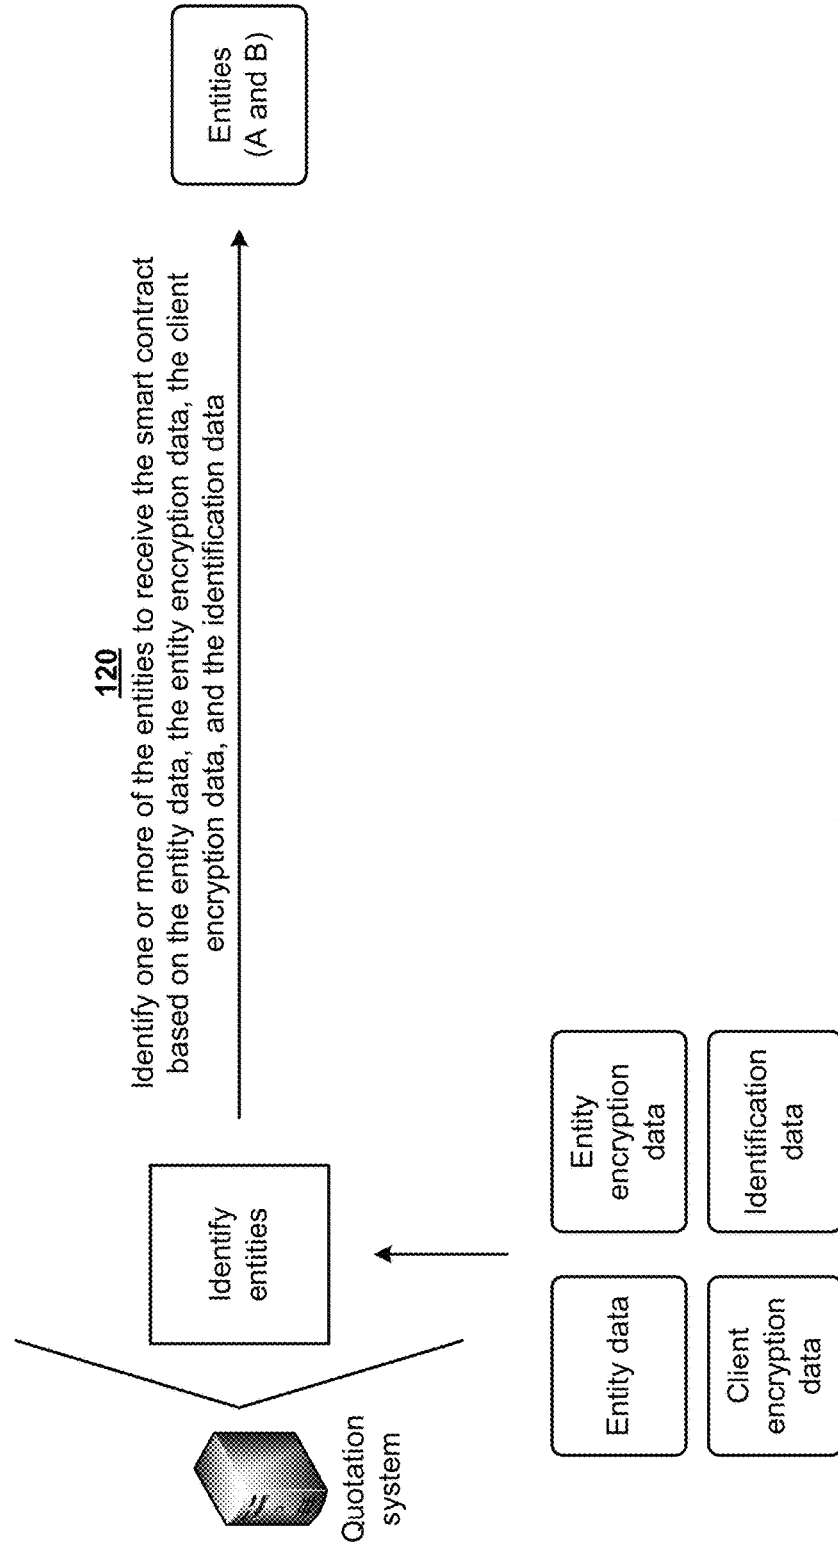 120
Identify one or more of the entities to receive the smart contract
based on the entity data, the entity encryption data, the client
encryption data, and the identification data
Quotation
system
Identify
entities
Entities
(A and B)
Entity data
Entity
encryption
data
Client
encryption
data
Identification
data